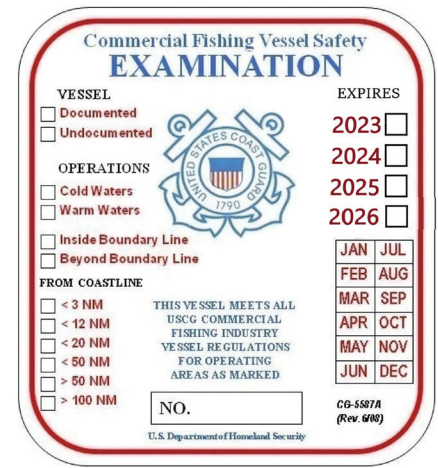 Commercial Fishing Vessel Safety
EXAMINATION
VESSEL
Documented
Undocumented
OPERATIONS
Cold Waters
Warm Waters
Inside Boundary Line
Beyond Boundary Line
FROM COASTLINE
< 3 NM
< 12 NM
< 20 NM
< 50 NM
> 50 NM
> 100 NM
UNITED STATES COAST GUARD
1790
EXPIRES
2023
2024
2025
2026
JAN JUL
FEB AUG
MAR SEP
APR OCT
MAY NOV
JUN DEC
THIS VESSEL MEETS ALL
USCG COMMERCIAL
FISHING INDUSTRY
VESSEL REGULATIONS
FOR OPERATING
AREAS AS MARKED
NO.
CG-5587A
(Rev. 6/08)
U.S. Department of Homeland Security